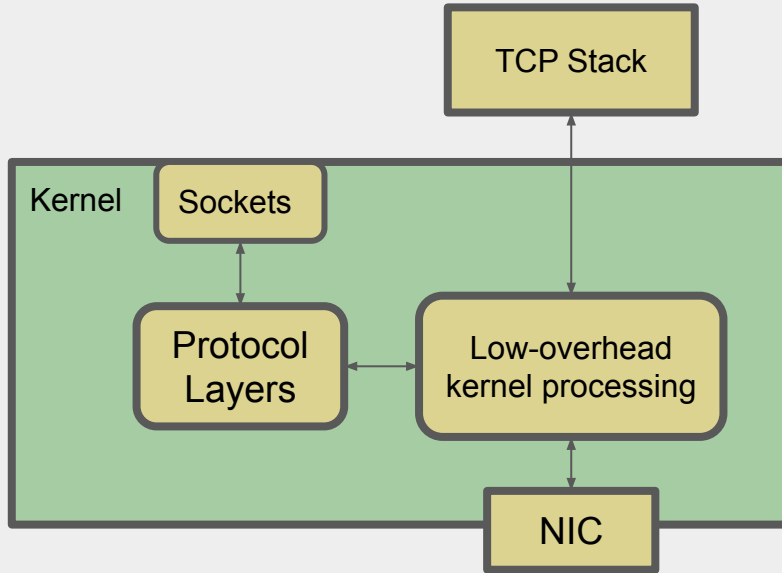 TCP Stack
Kernel
Sockets
Protocol
Layers
Low-overhead
kernel processing
NIC